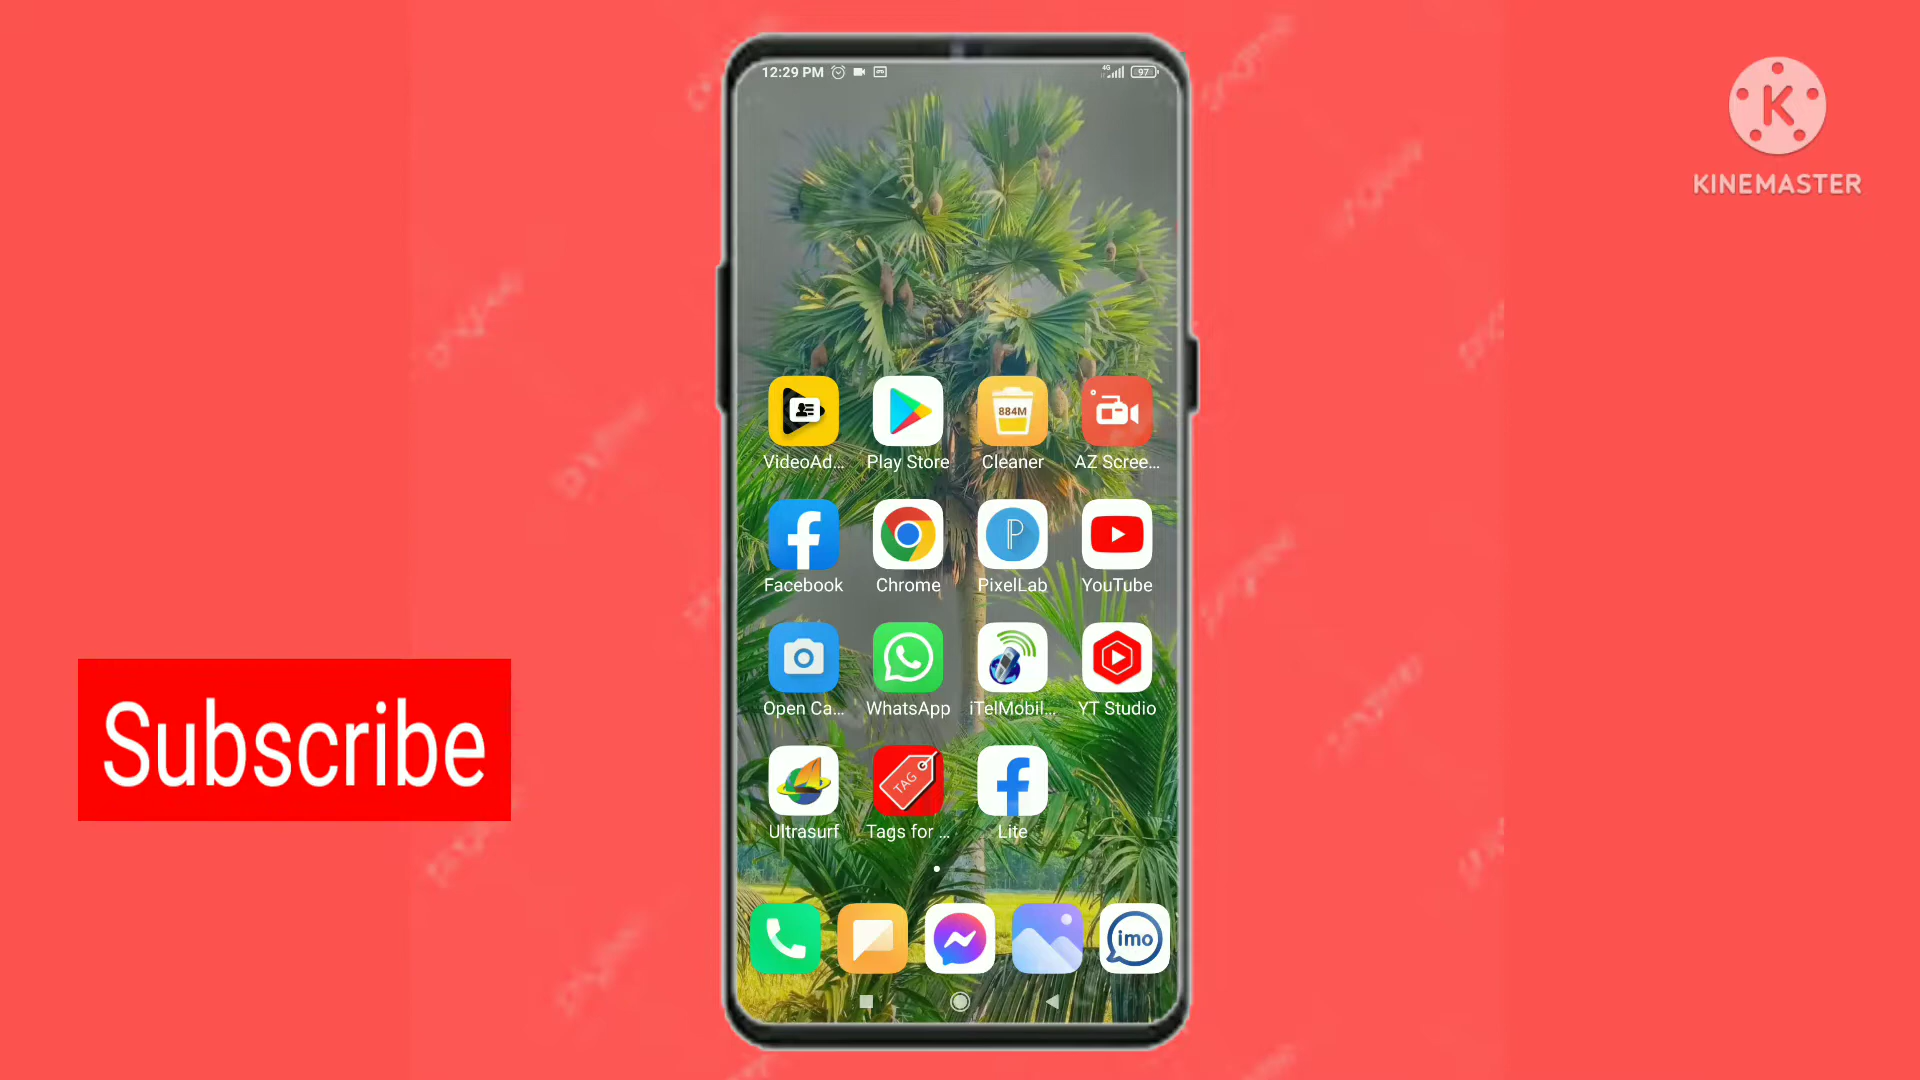 12:29 PM
4G
97
K
KINEMASTER
884M
VideoAd...
Play Store
Cleaner
AZ Scree...
Facebook
Chrome
PixelLab
YouTube
Open Ca...
WhatsApp
iTelMobil...
YT Studio
TAG
Ultrasurf
Tags for ...
Lite
imo
Subscribe